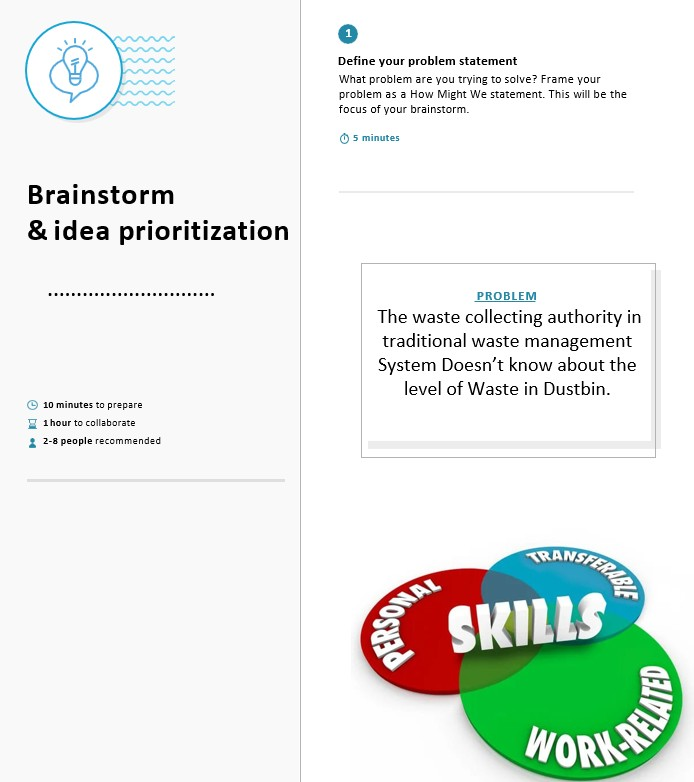 Brainstorm
& idea prioritization
10 minutes to prepare
1 hour to collaborate
2-8 people recommended
1
Define your problem statement
What problem are you trying to solve? Frame your
problem as a How Might We statement. This will be the
focus of your brainstorm.
5 minutes
PROBLEM
The waste collecting authority in
traditional waste management
System Doesn’t know about the
level of Waste in Dustbin.
PERSONAL
TRANSFERABLE
SKILLS
WORK-RELATED